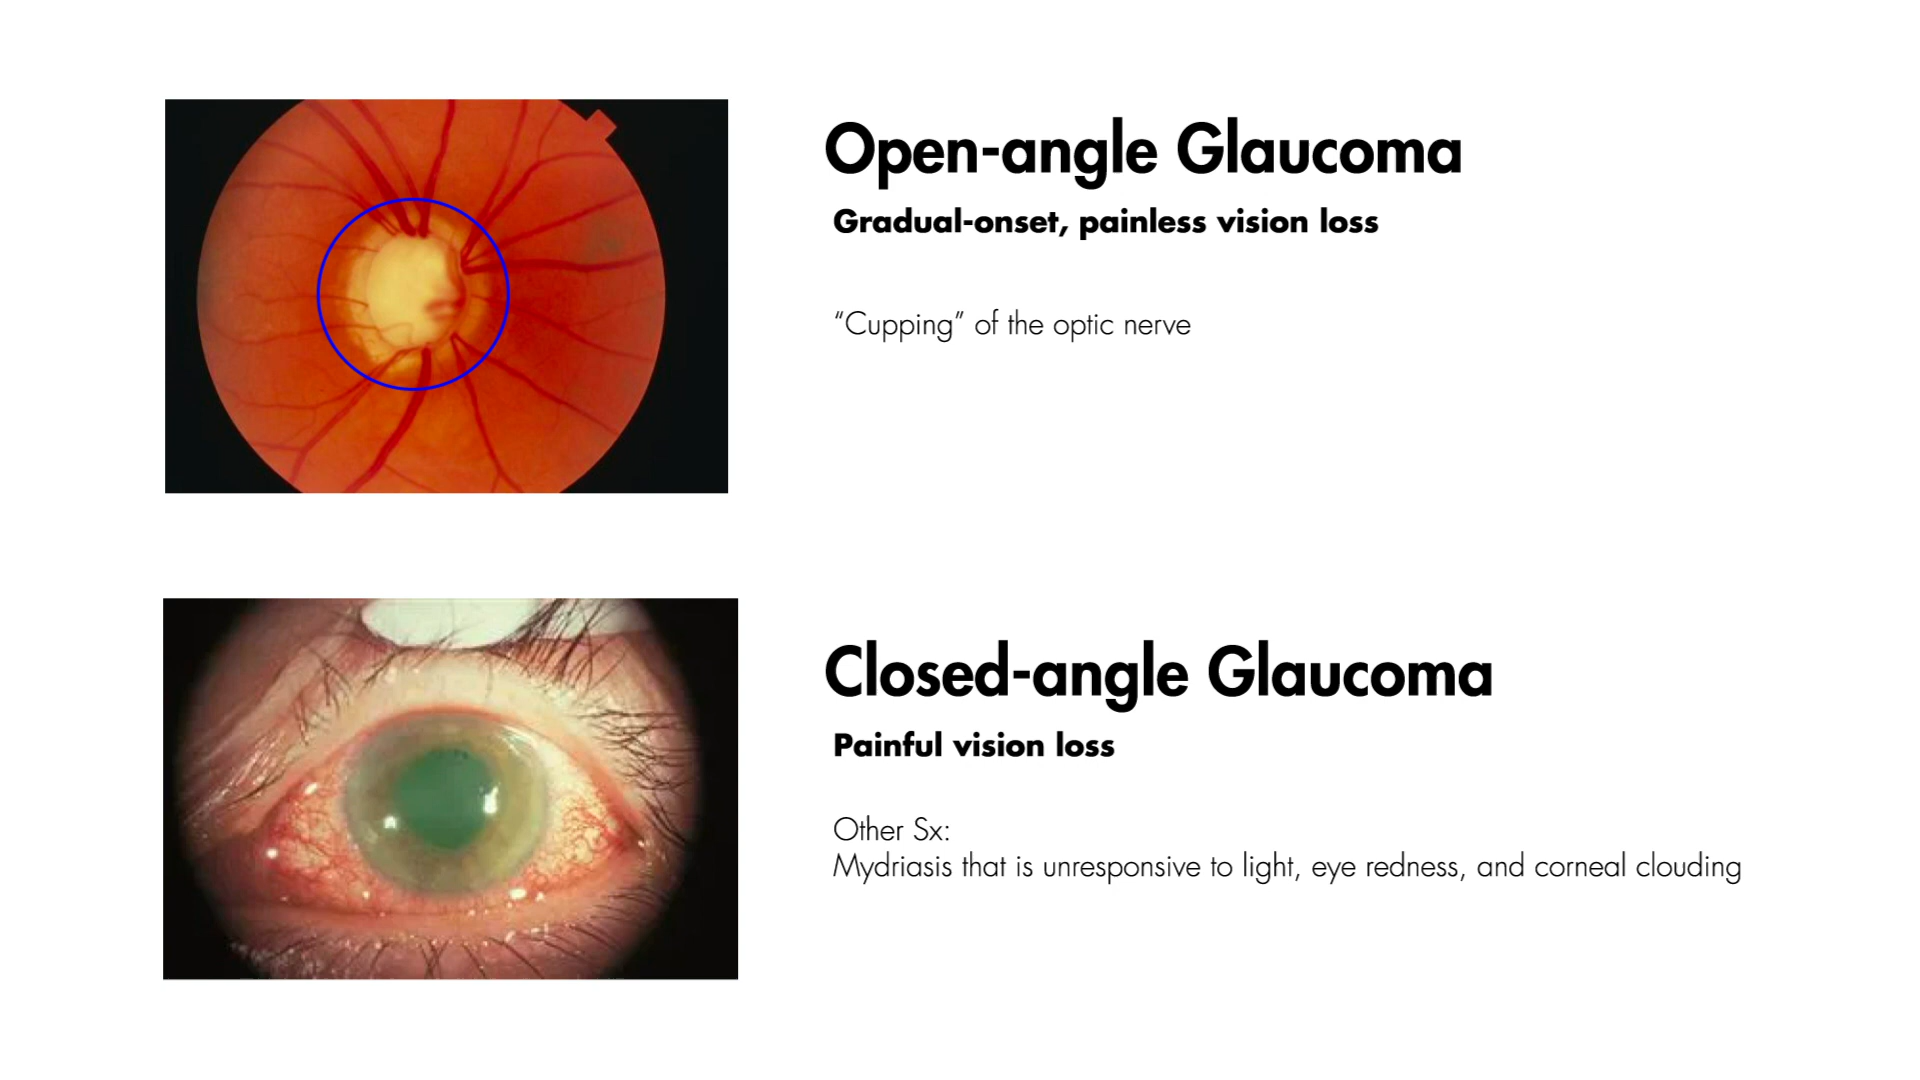 Open-angle Glaucoma
Gradual-onset, painless vision loss
“Cupping” of the optic nerve
Closed-angle Glaucoma
Painful vision loss
Other Sx:
Mydriasis that is unresponsive to light, eye redness, and corneal clouding